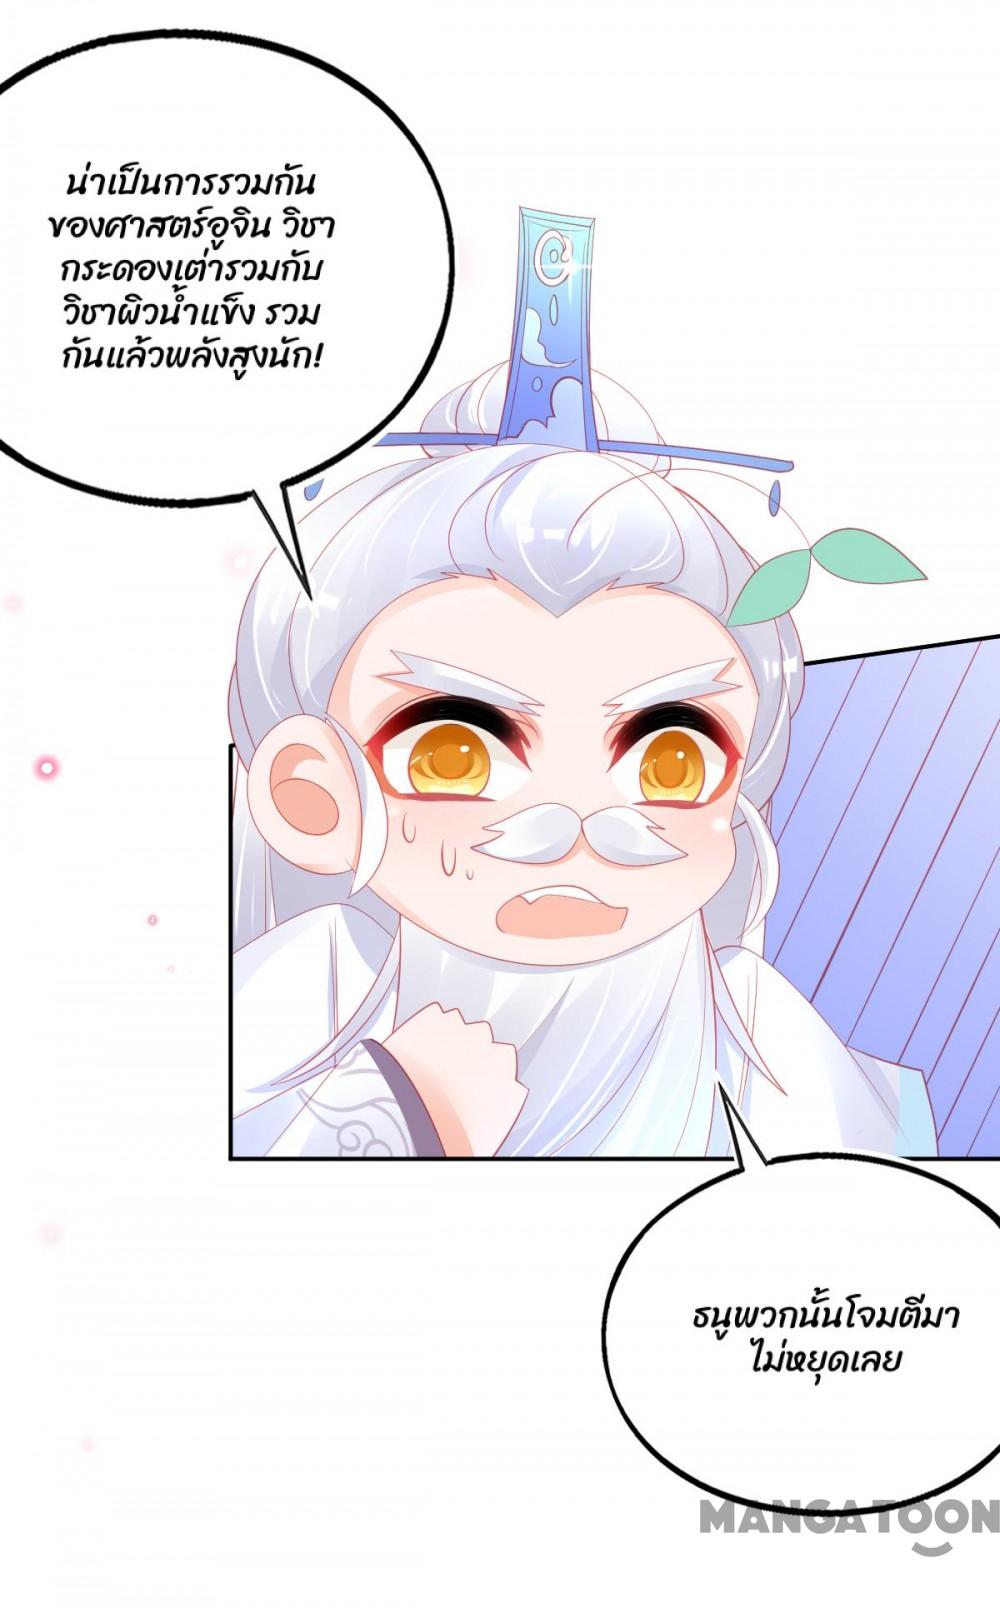 น่าเป็นการรวมกัน
ของศาสตร์อูจิน วิชา
กระดองเต่ารวมกับ
วิชาผิวน้ำแข็ง รวม
กันแล้วพลังสูงนัก!
ธนูพวกนั้นโจมตีมา
ไม่หยุดเลย
MANGATOON